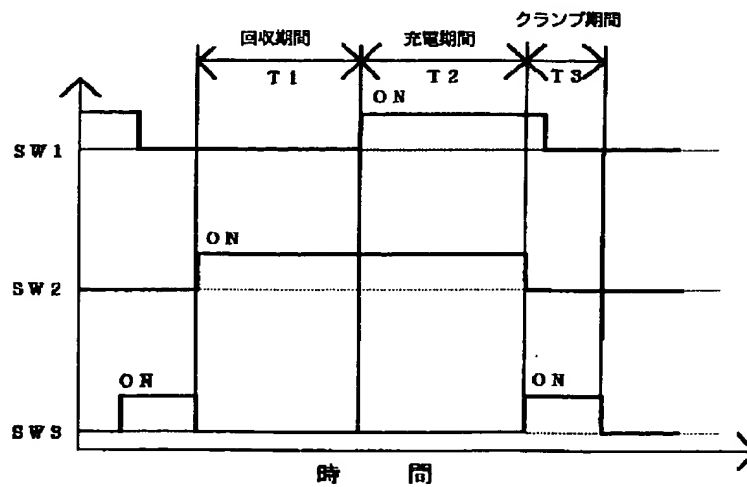 クランプ期間
回収期間 充電期間
T1 T2 T3
ON
SW1
ON
SW2
ON ON
SW3
時 間